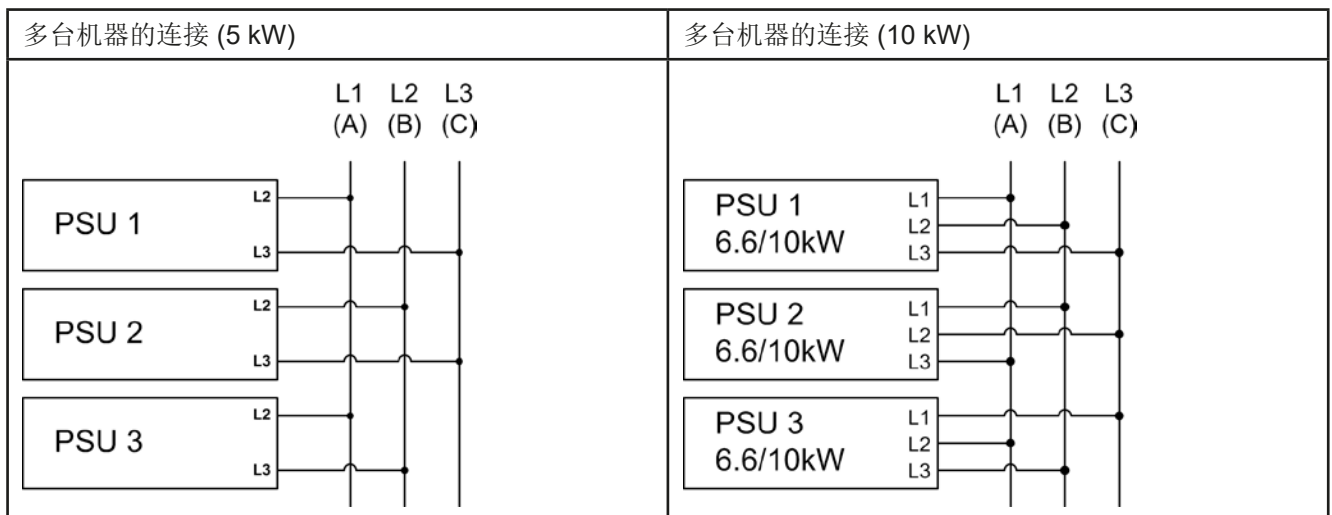 多台机器的连接 (5 kW)
L1 L2 L3
(A) (B) (C)
L2
PSU 1
L3
L2
PSU 2
L3
L2
PSU 3
L3
多台机器的连接 (10 kW)
L1 L2 L3
(A) (B) (C)
PSU 1
6.6/10kW
L1
L2
L3
PSU 2
6.6/10kW
L1
L2
L3
PSU 3
6.6/10kW
L1
L2
L3